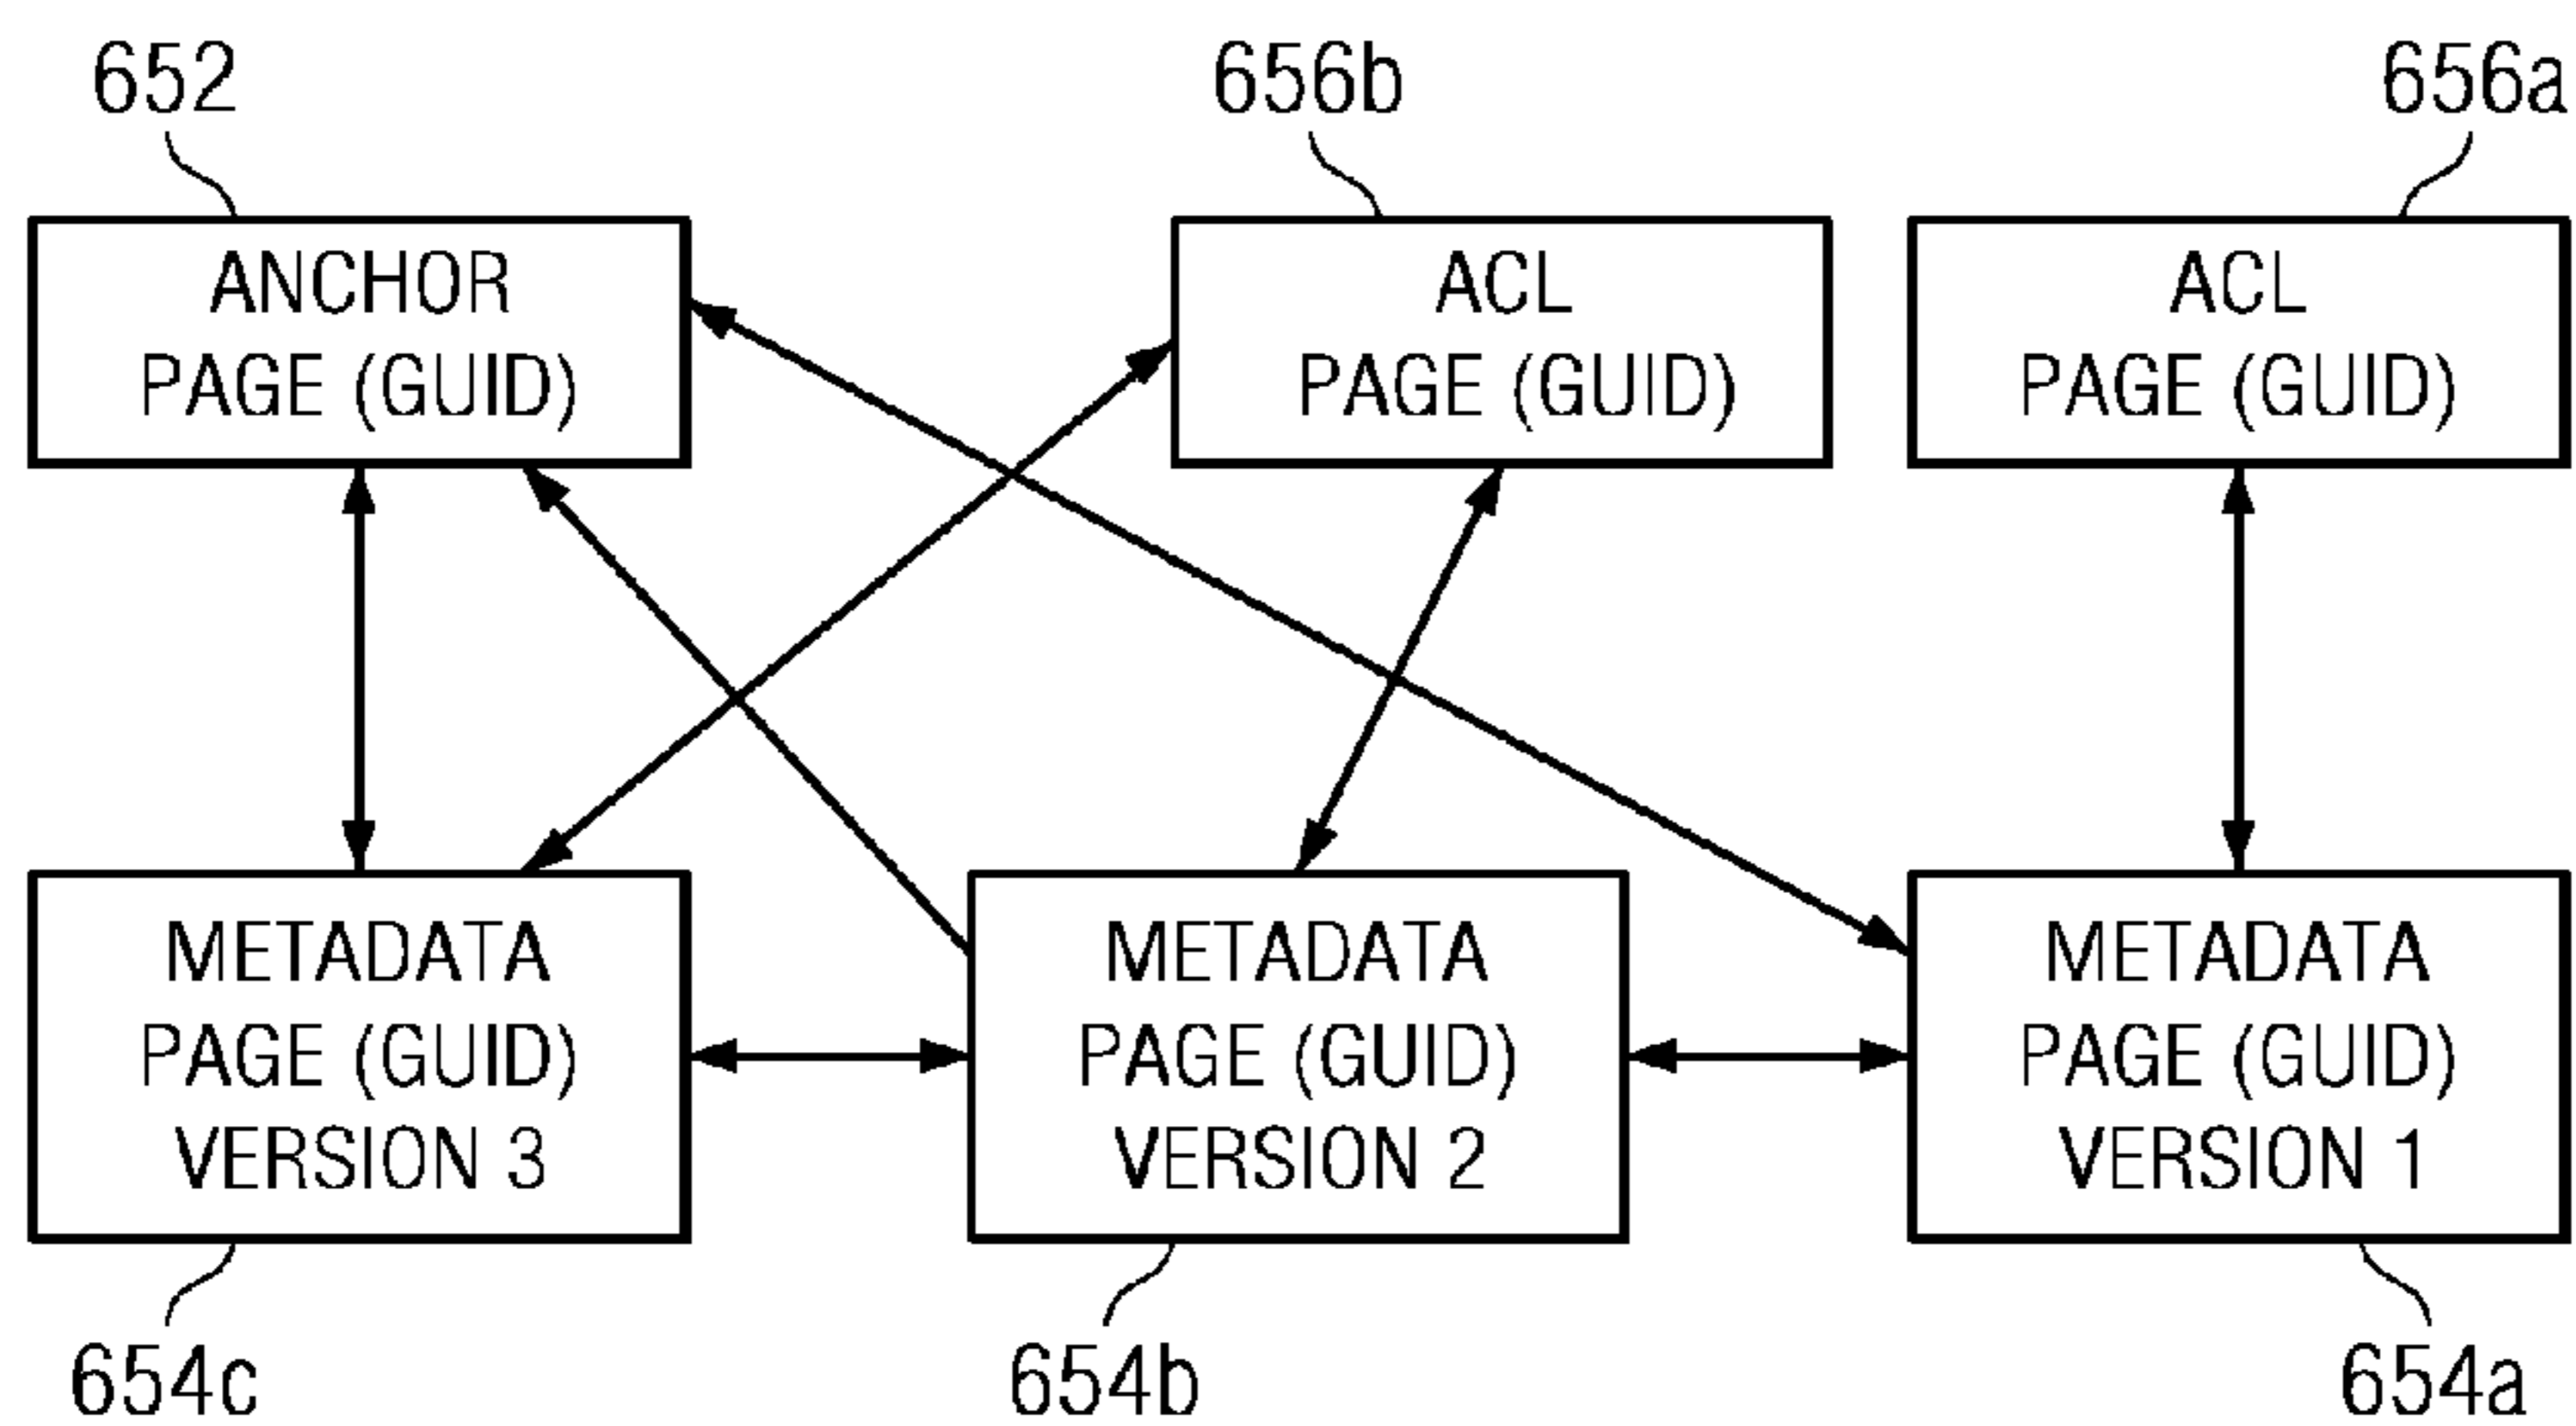 652
656b
656a
ANCHOR
PAGE (GUID)
ACL
PAGE (GUID)
ACL
PAGE (GUID)
METADATA
PAGE (GUID)
VERSION 3
METADATA
PAGE (GUID)
VERSION 2
METADATA
PAGE (GUID)
VERSION 1
654c
654b
654a